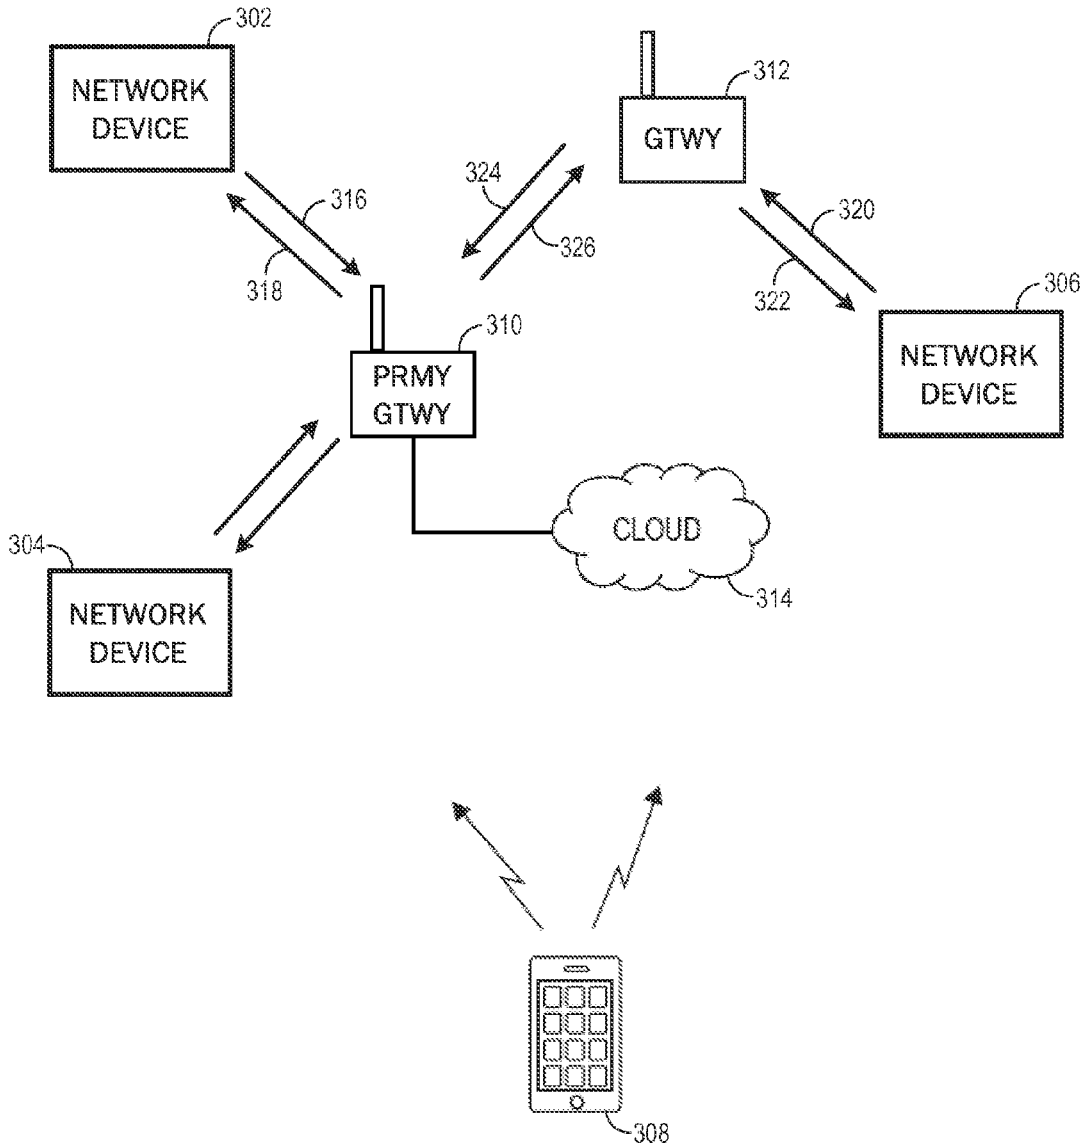 302
NETWORK
DEVICE
312
GTWY
324
326
316
318
320
322
306
NETWORK
DEVICE
310
PRMY
GTWY
CLOUD
314
304
NETWORK
DEVICE
308